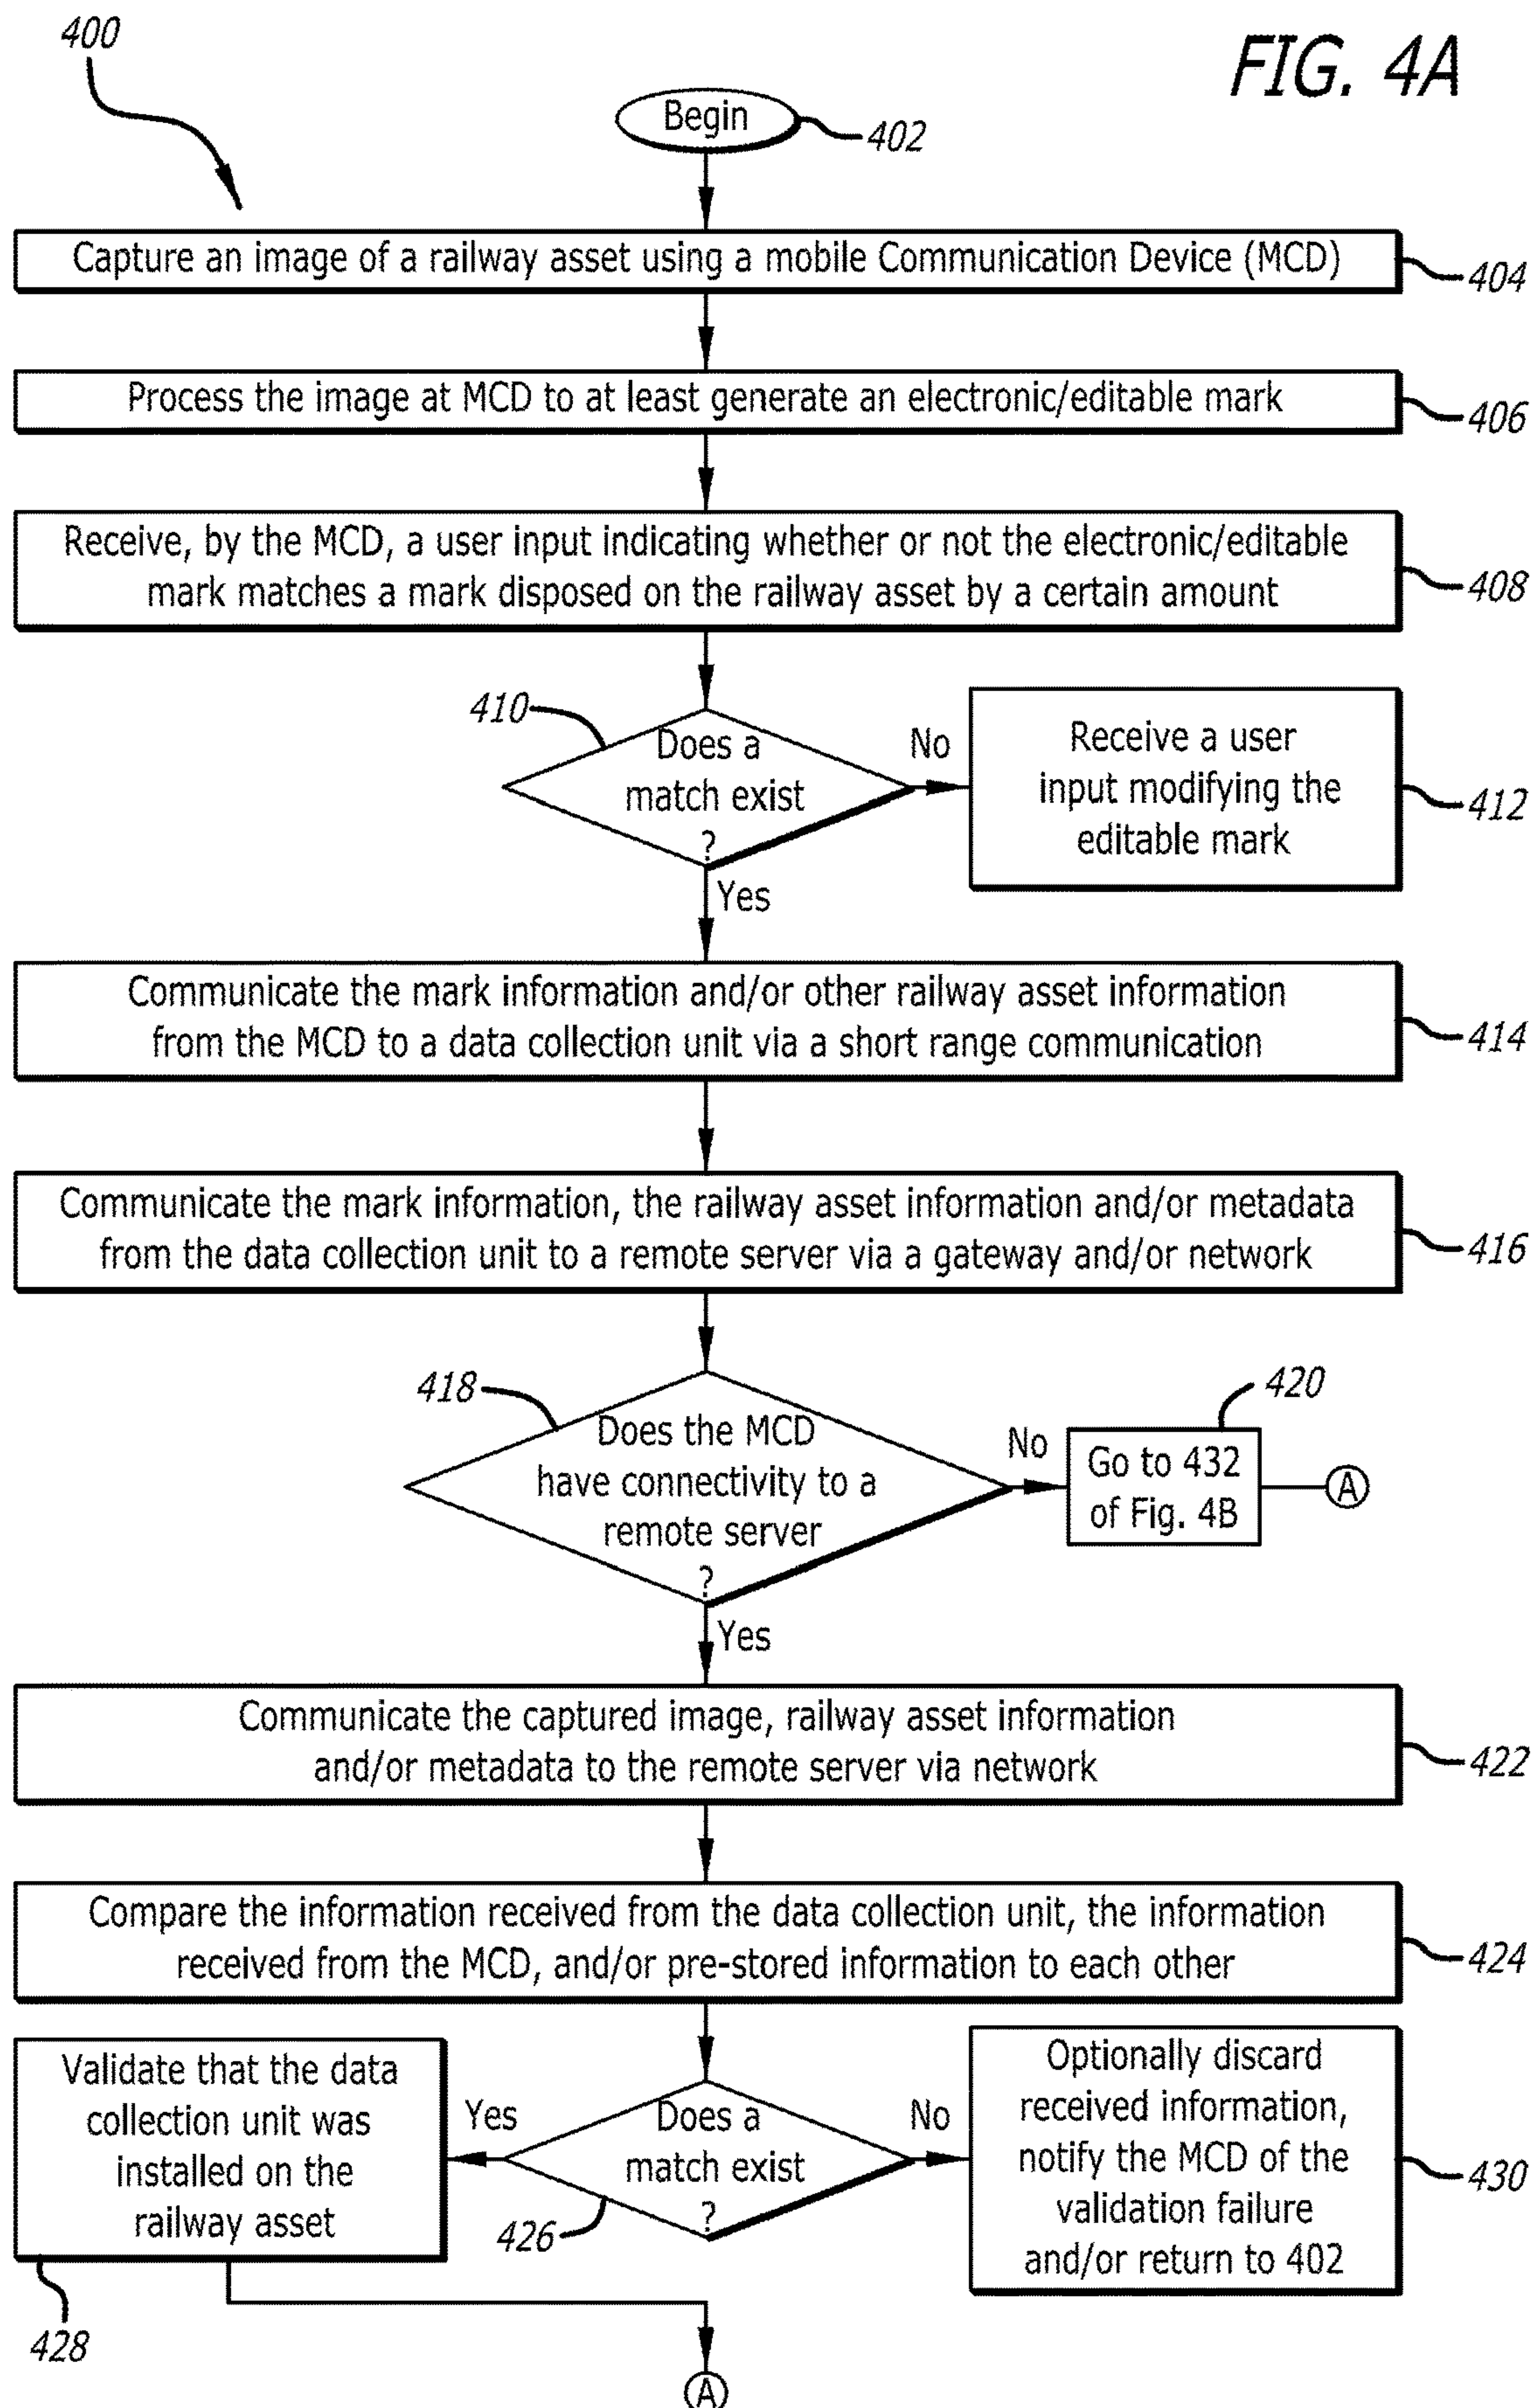 400
FIG. 4A
Begin
402
Capture an image of a railway asset using a mobile Communication Device (MCD)
404
Process the image at MCD to at least generate an electronic/editable mark
406
Receive, by the MCD, a user input indicating whether or not the electronic/editable
mark matches a mark disposed on the railway asset by a certain amount
408
410
Does a
match exist
?
No
Yes
Receive a user
input modifying the
editable mark
412
Communicate the mark information and/or other railway asset information
from the MCD to a data collection unit via a short range communication
414
Communicate the mark information, the railway asset information and/or metadata
from the data collection unit to a remote server via a gateway and/or network
416
418
Does the MCD
have connectivity to a
remote server
?
No
Yes
420
Go to 432
of Fig. 4B
A
Communicate the captured image, railway asset information
and/or metadata to the remote server via network
422
Compare the information received from the data collection unit, the information
received from the MCD, and/or pre-stored information to each other
424
Validate that the data
collection unit was
installed on the
railway asset
428
Yes
Does a
match exist
?
426
No
Optionally discard
received information,
notify the MCD of the
validation failure
and/or return to 402
430
A